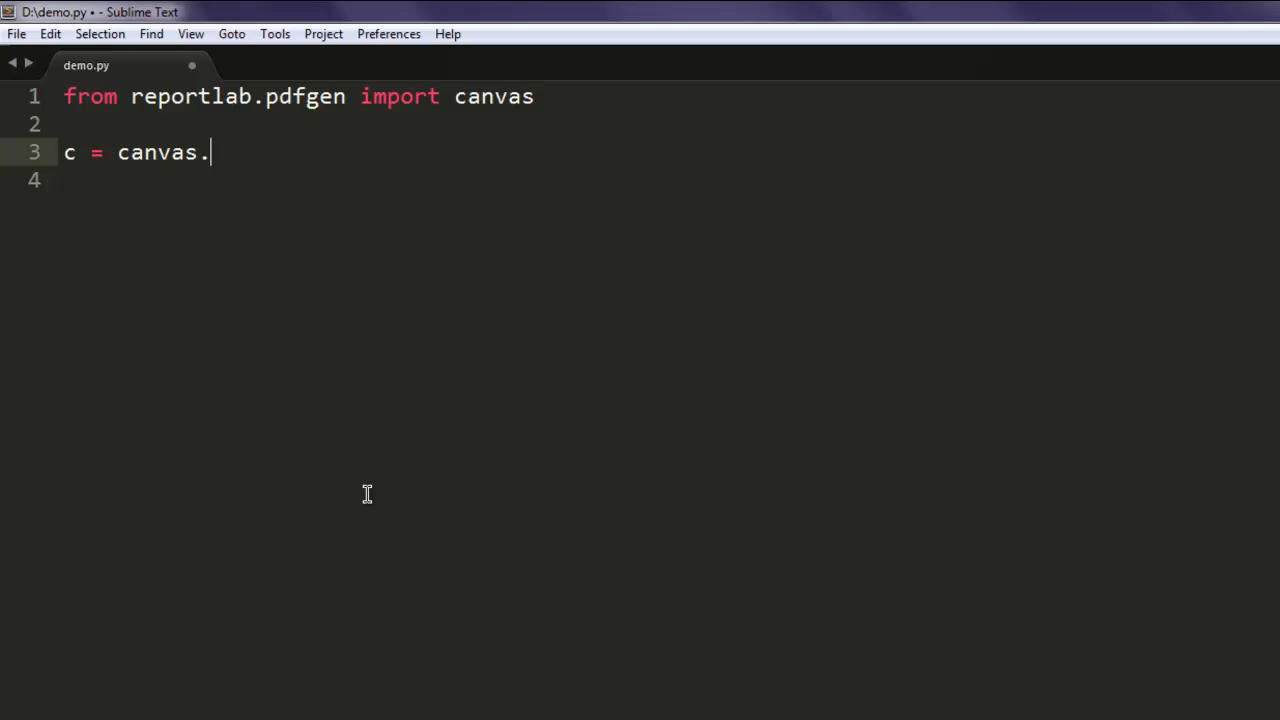 D:\demo.py • - Sublime Text
File Edit Selection Find View Goto Tools Project Preferences Help
demo.py
1 from reportlab.pdfgen import canvas
2
3 c = canvas.
4